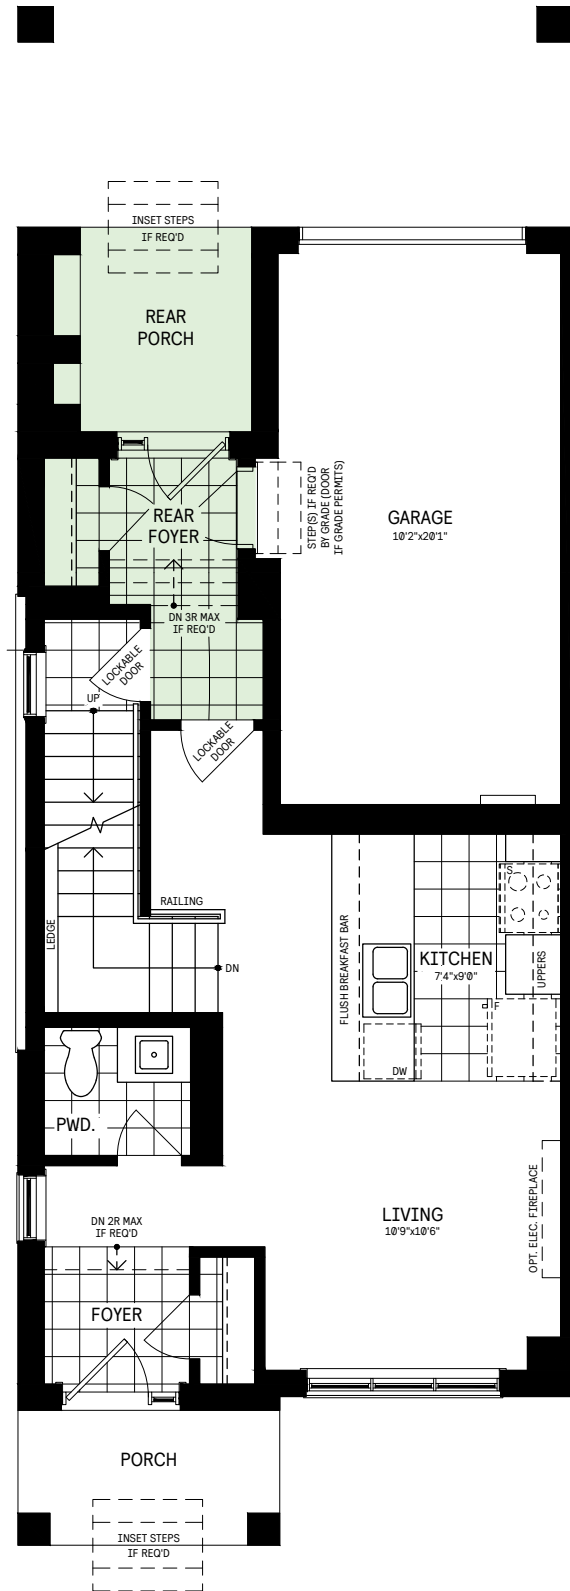 INSET STEPS
IF REQ'D
REAR
PORCH
REAR
FOYER
STEP(S) IF REQ'D
BY GRADE (DOOR
IF GRADE PERMITS)
GARAGE
10'2"x20'1"
DN 3R MAX
IF REQ'D
LOCKABLE
DOOR
UP
LOCKABLE
DOOR
RAILING
LEDGE
DN
FLUSH BREAKFAST BAR
S
KITCHEN
7'4"x9'0"
UPPERS
F
DW
PWD.
DN 2R MAX
IF REQ'D
LIVING
10'9"x10'6"
OPT. ELEC. FIREPLACE
FOYER
PORCH
INSET STEPS
IF REQ'D